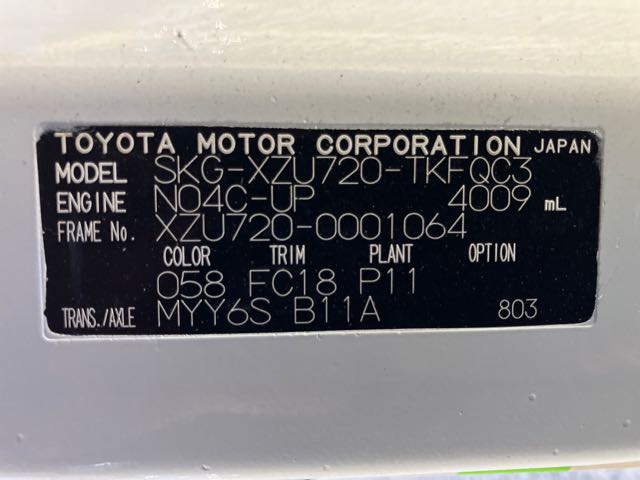 TOYOTA MOTOR CORPORATION JAPAN
MODEL SKG-XZU720-TKFQC3
ENGINE N04C-UP 4009 mL
FRAME No. XZU720-0001064
COLOR TRIM PLANT OPTION
058 FC18 P11
TRANS./AXLE MYY6S B11A 803